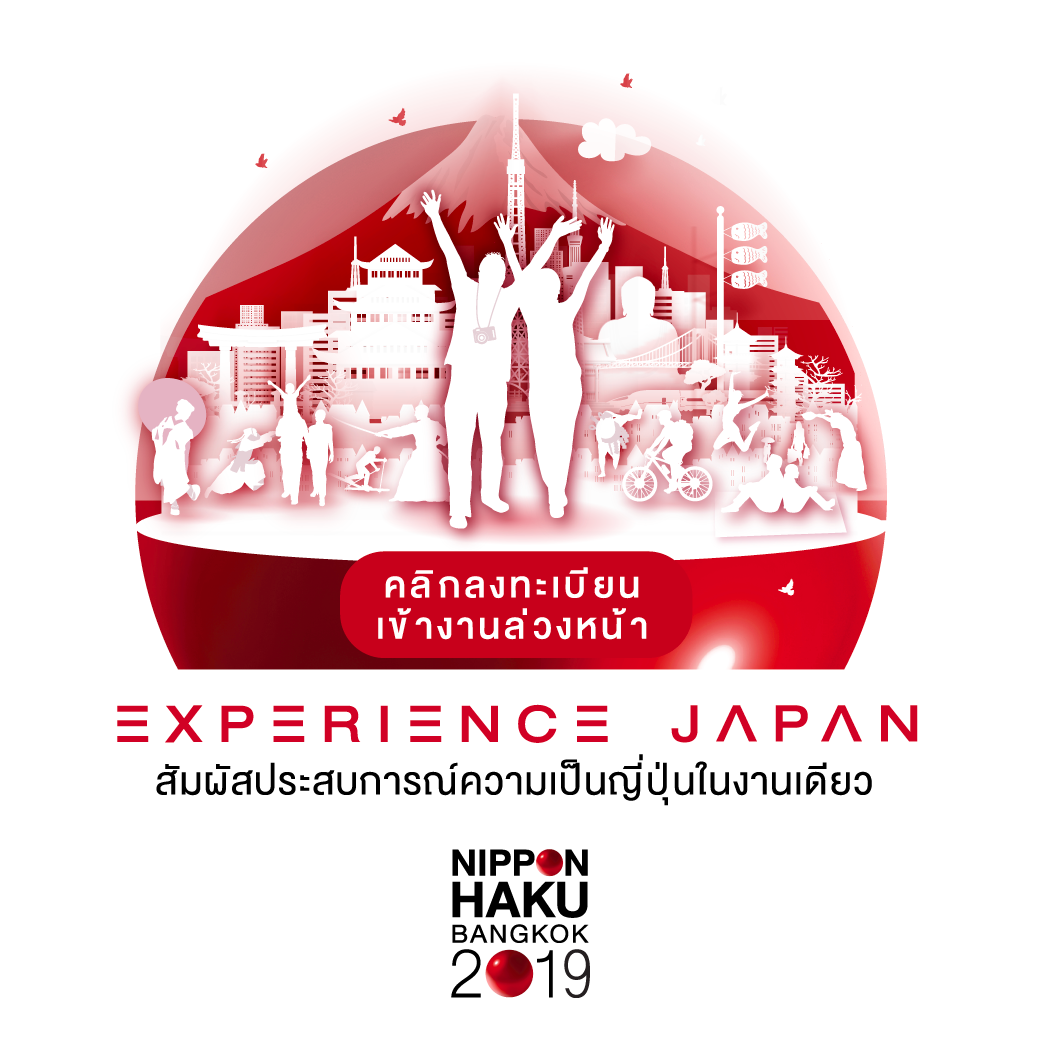 คลิกลงทะเบียน
เข้างานล่วงหน้า
EXPERIENCE JAPAN
สัมผัสประสบการณ์ความเป็นญี่ปุ่นในงานเดียว
NIPPON
HAKU
BANGKOK
2019